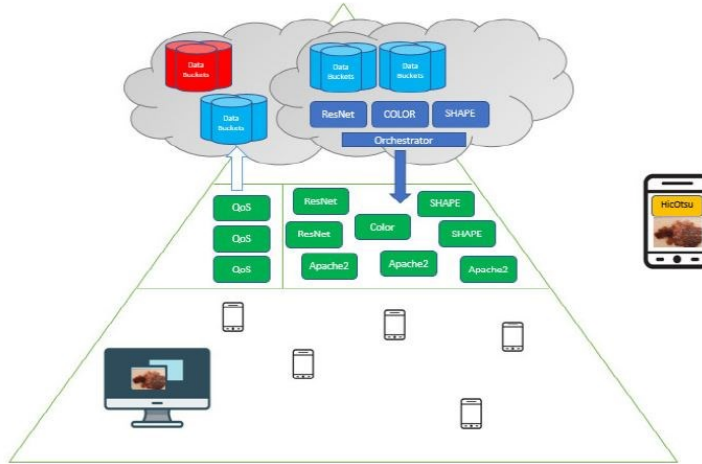 Data
Buckets
Data
Buckets
Data
Buckets
Data
Buckets
ResNet
COLOR
SHAPE
Orchestrator
QoS
QoS
QoS
ResNet
SHAPE
ResNet
Color
SHAPE
Apache2
Apache2
Apache2
HicOtsu